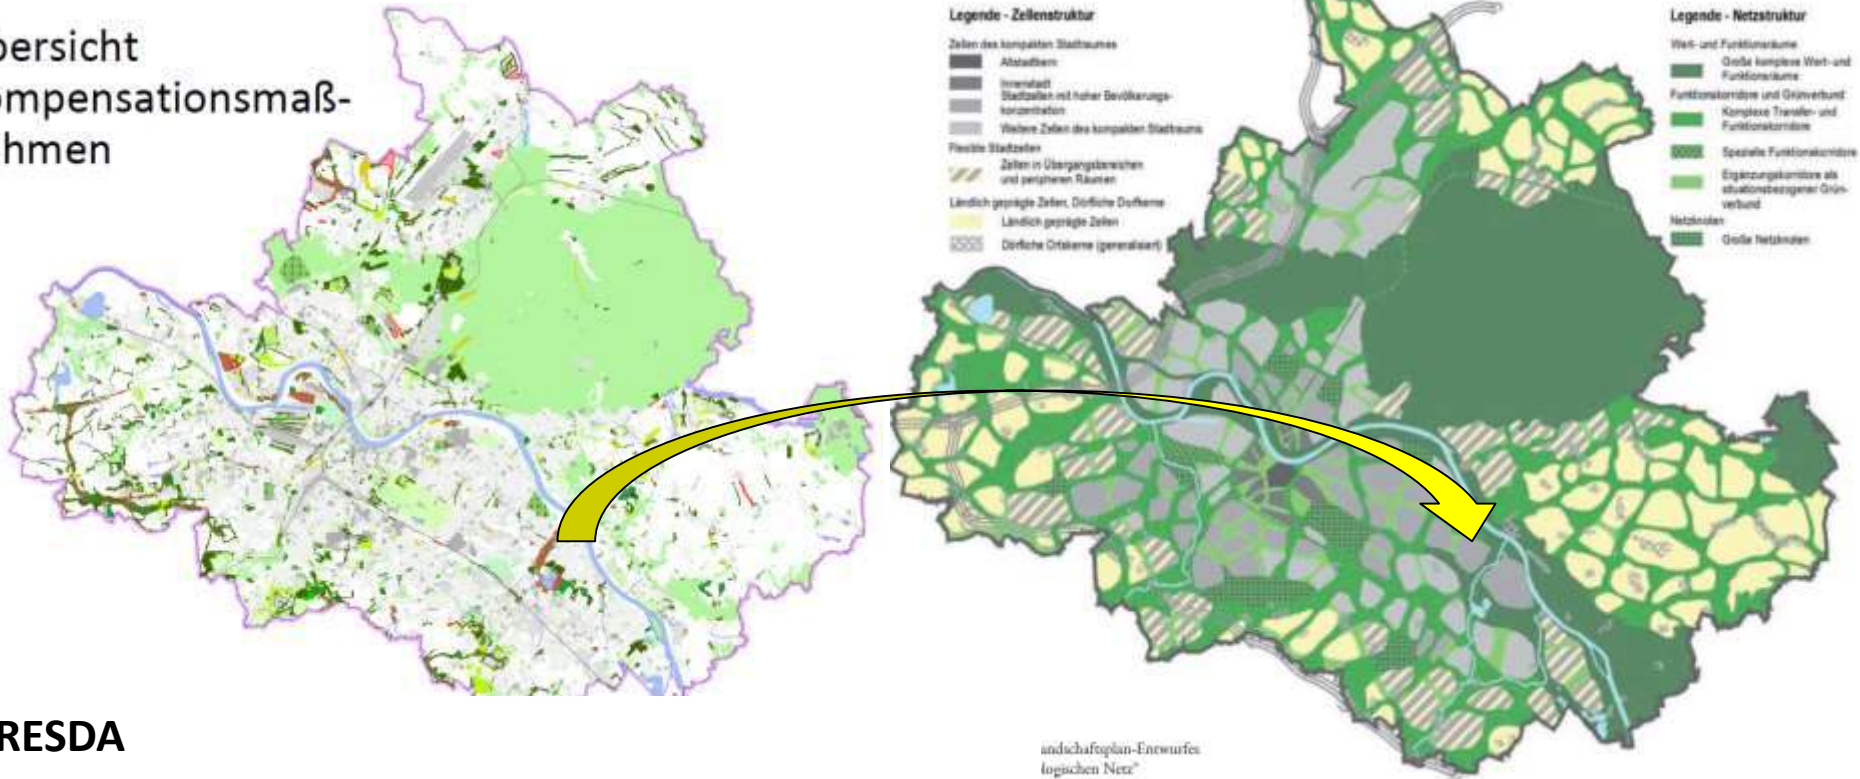 bersicht
ompensationsmaß-
hmen
RESDA
Legende - Zellenstruktur
Zellen des kompakten Stadtraumes
Altstadtkern
Innenstadt
Stadtzellen mit hoher Bevölkerungs-
konzentration
Weitere Zellen des kompakten Stadtraums
Flexible Stadtzellen
Zellen in Übergangsbereichen
und peripheren Räumen
Ländlich geprägte Zellen, Dörfliche Dorfkerne
Ländlich geprägte Zellen
Dörfliche Ortskerne (generalisiert)
Legende - Netzstruktur
Wert- und Funktionsräume
Große komplexe Wert- und
Funktionsräume
Funktionskorridore und Grünverbund
Komplexe Transfer- und
Funktionskorridore
Spezielle Funktionskorridore
Ergänzungskorridore als
situationsbezogener Grün-
verbund
Netzknoten
Große Netzknoten
andschaftsplan-Entwurfes
logischen Netz"